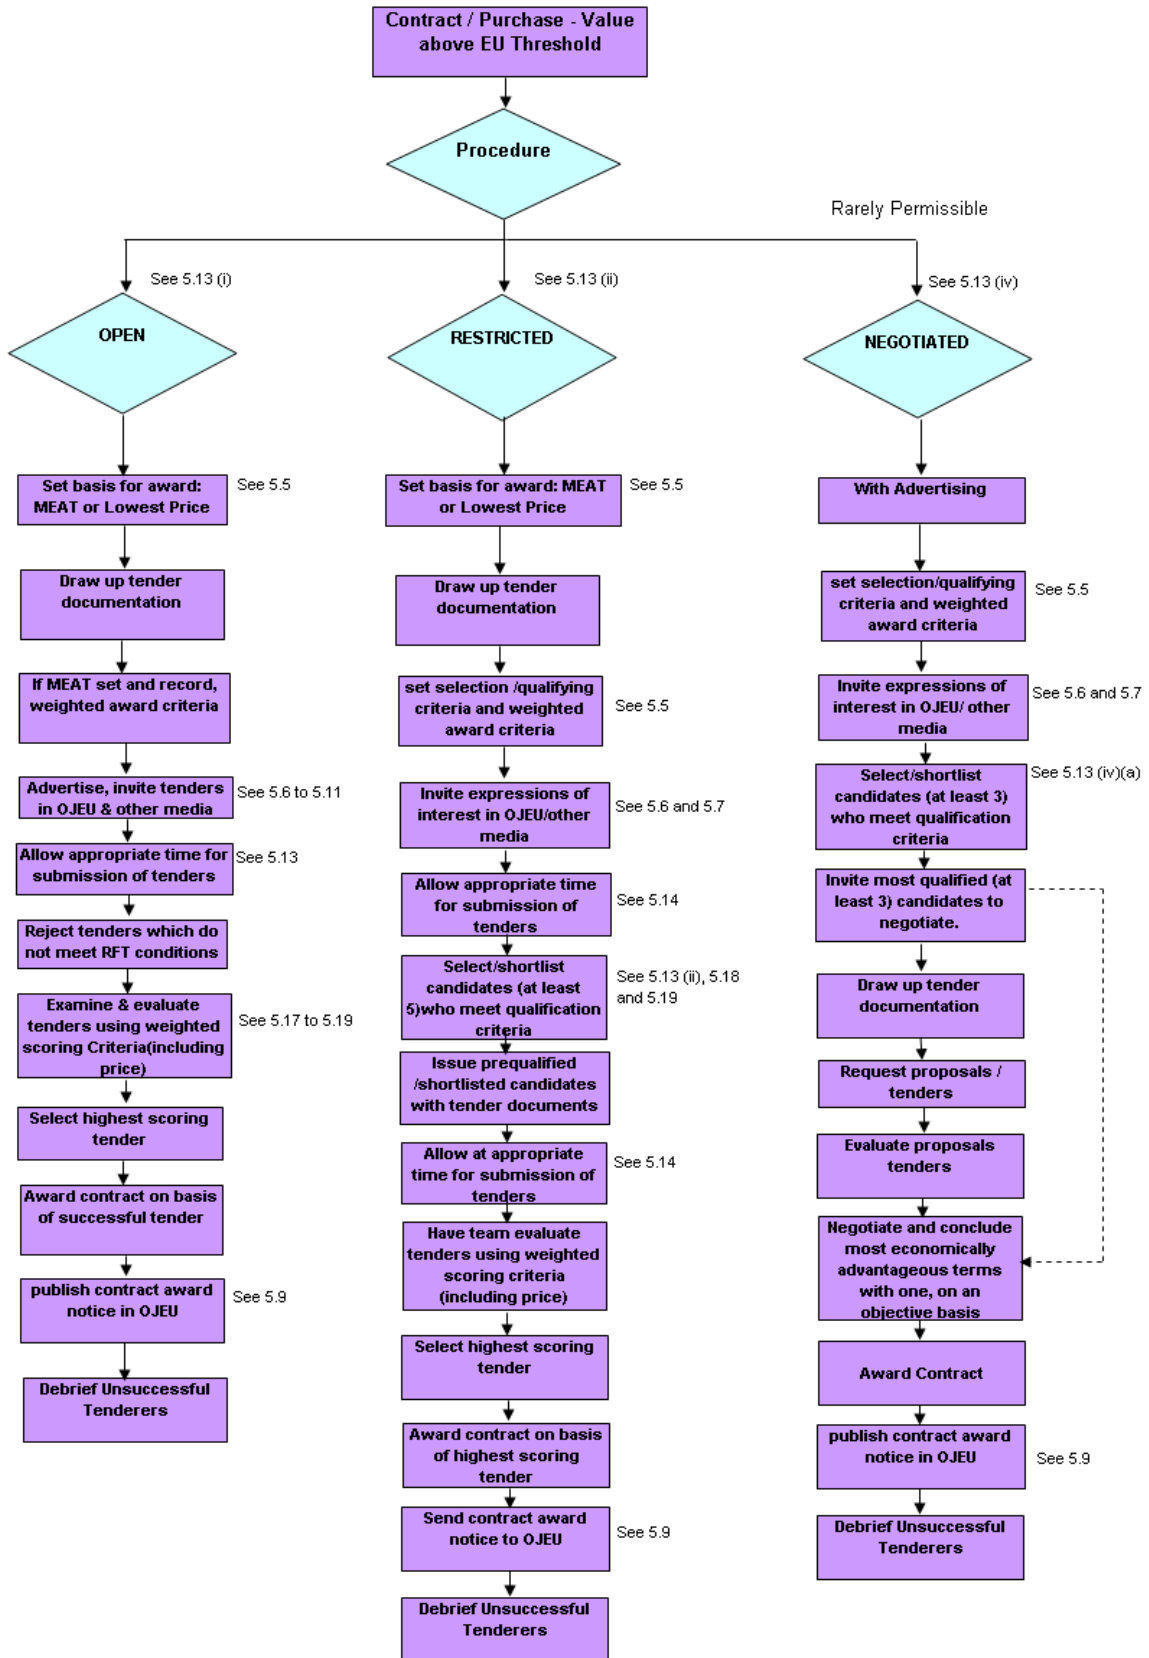 Contract / Purchase - Value
above EU Threshold
Procedure
Rarely Permissible
See 5.13 (i)
See 5.13 (ii)
See 5.13 (iv)
OPEN
RESTRICTED
NEGOTIATED
Set basis for award:
MEAT or Lowest Price
See 5.5
Draw up tender
documentation
If MEAT set and record,
weighted award criteria
Advertise, invite tenders
in OJEU & other media
See 5.6 to 5.11
Allow appropriate time for
submission of tenders
See 5.13
Reject tenders which do
not meet RFT conditions
Examine & evaluate
tenders using weighted
scoring Criteria(including
price)
See 5.17 to 5.19
Select highest scoring
tender
Award contract on basis
of successful tender
publish contract award
notice in OJEU
See 5.9
Debrief Unsuccessful
Tenderers
Set basis for award: MEAT
or Lowest Price
See 5.5
Draw up tender
documentation
set selection /qualifying
criteria and weighted
award criteria
See 5.5
Invite expressions of
interest in OJEU/other
media
See 5.6 and 5.7
Allow appropriate time
for submission of
tenders
See 5.14
Select/shortlist
candidates (at least
5)who meet qualification
criteria
See 5.13 (ii), 5.18
and 5.19
Issue prequalified
/shortlisted candidates
with tender documents
Allow at appropriate
time for submission of
tenders
See 5.14
Have team evaluate
tenders using weighted
scoring criteria
(including price)
Select highest scoring
tender
Award contract on basis
of highest scoring
tender
Send contract award
notice to OJEU
See 5.9
Debrief Unsuccessful
Tenderers
With Advertising
set selection/qualifying
criteria and weighted
award criteria
See 5.5
Invite expressions of
interest in OJEU/ other
media
See 5.6 and 5.7
Select/shortlist
candidates (at least 3)
who meet qualification
criteria
See 5.13 (iv)(a)
Invite most qualified (at
least 3) candidates to
negotiate.
Draw up tender
documentation
Request proposals /
tenders
Evaluate proposals
tenders
Negotiate and conclude
most economically
advantageous terms
with one, on an
objective basis
Award Contract
publish contract award
notice in OJEU
See 5.9
Debrief Unsuccessful
Tenderers